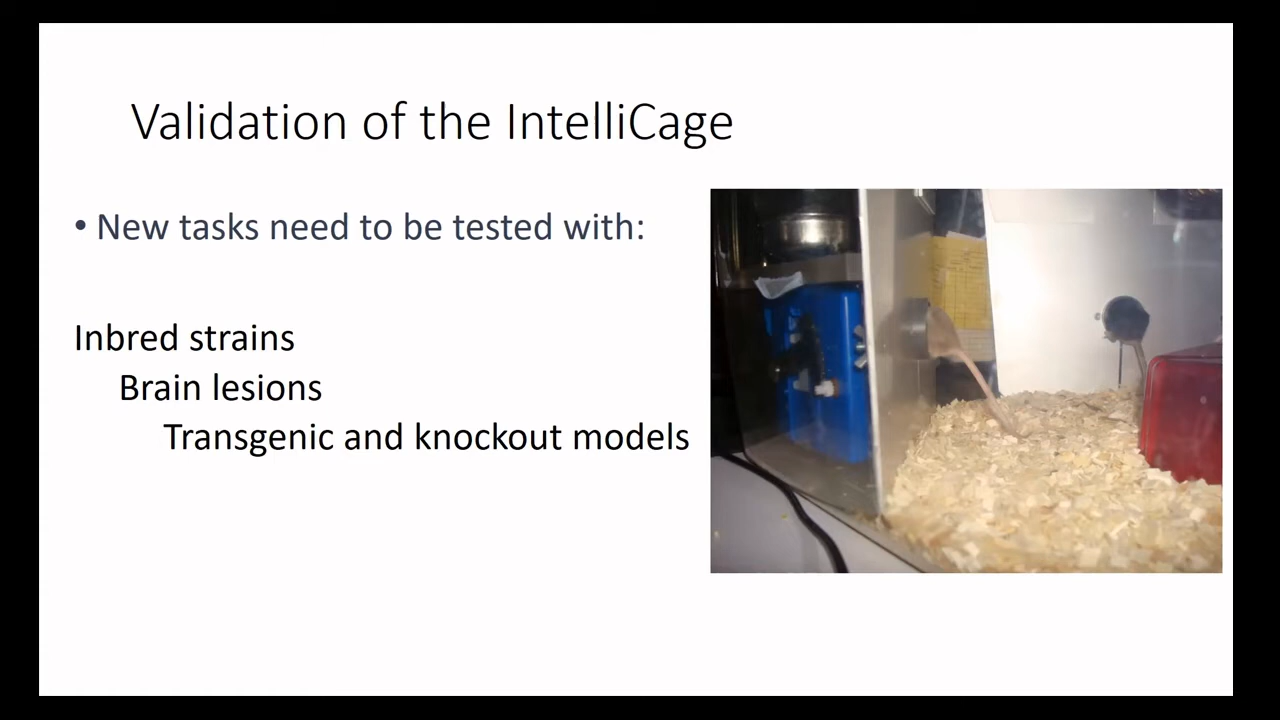 Validation of the IntelliCage
• New tasks need to be tested with:
Inbred strains
Brain lesions
Transgenic and knockout models